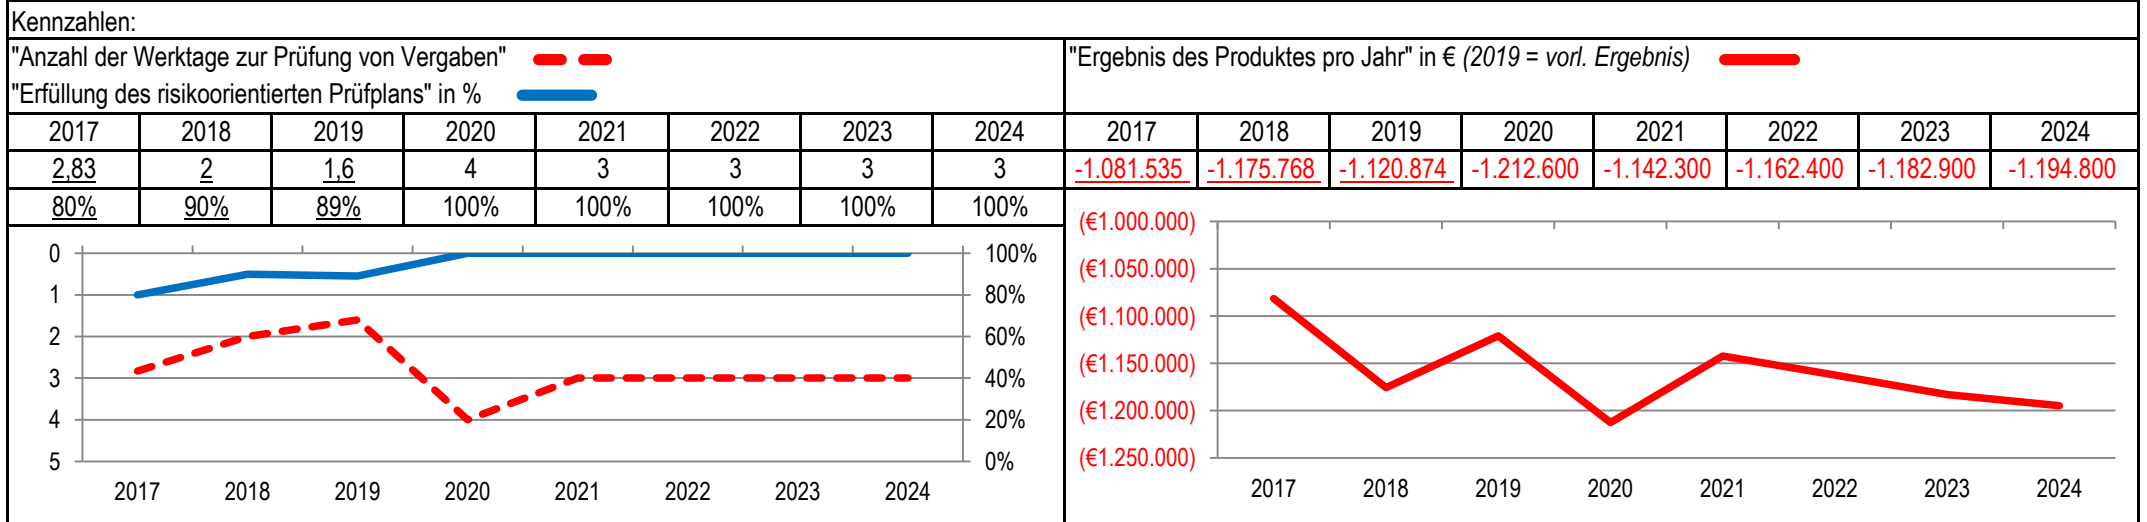 Kennzahlen:
"Anzahl der Werktage zur Prüfung von Vergaben"
"Erfüllung des risikoorientierten Prüfplans" in %
2017 2018 2019 2020 2021 2022 2023 2024
2,83 2 1,6 4 3 3 3 3
80% 90% 89% 100% 100% 100% 100% 100%
0 100%
1 80%
2 60%
3 40%
4 20%
5 0%
2017 2018 2019 2020 2021 2022 2023 2024
"Ergebnis des Produktes pro Jahr" in € (2019 = vorl. Ergebnis)
2017 2018 2019 2020 2021 2022 2023 2024
-1.081.535 -1.175.768 -1.120.874 -1.212.600 -1.142.300 -1.162.400 -1.182.900 -1.194.800
(€1.000.000)
(€1.050.000)
(€1.100.000)
(€1.150.000)
(€1.200.000)
(€1.250.000)
2017 2018 2019 2020 2021 2022 2023 2024